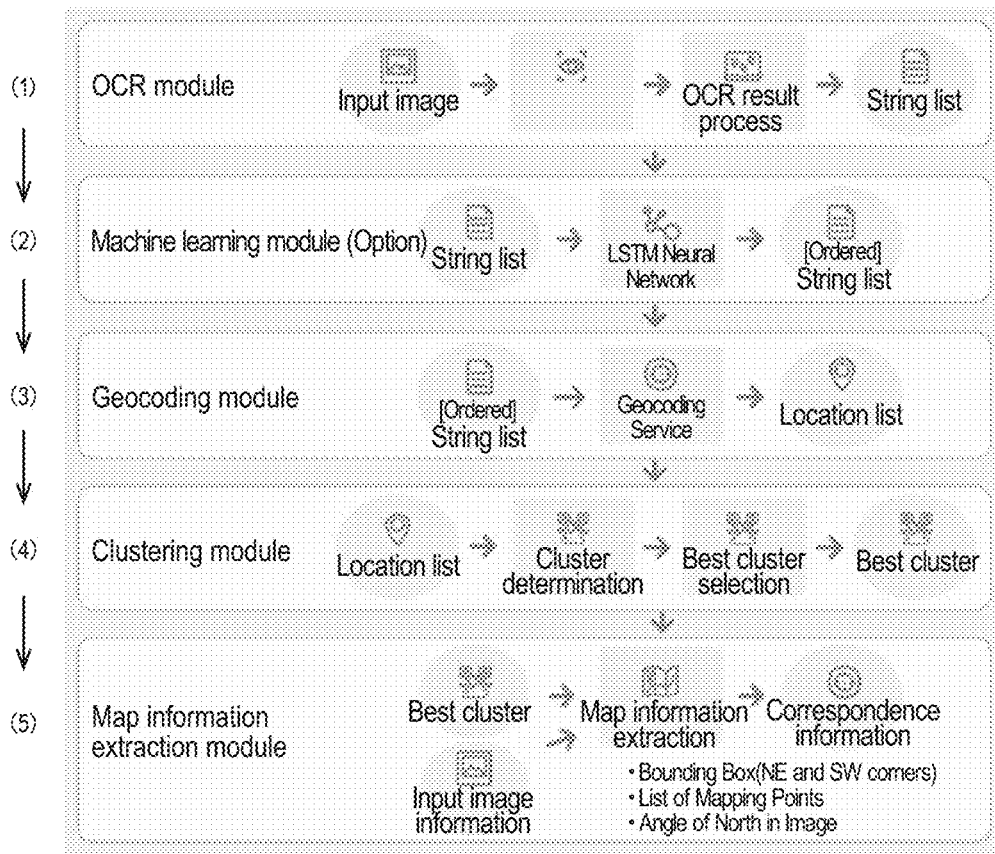 (1)
OCR module
Input image
OCR result
process
String list
(2)
Machine learning module (Option)
String list
LSTM Neural
Network
[Ordered]
String list
(3)
Geocoding module
[Ordered]
String list
Geocoding
Service
Location list
(4)
Clustering module
Location list
Cluster
determination
Best cluster
selection
Best cluster
(5)
Map information
extraction module
Best cluster
Input image
information
Map information
extraction
Correspondence
information
• Bounding Box(NE and SW corners)
• List of Mapping Points
• Angle of North in Image